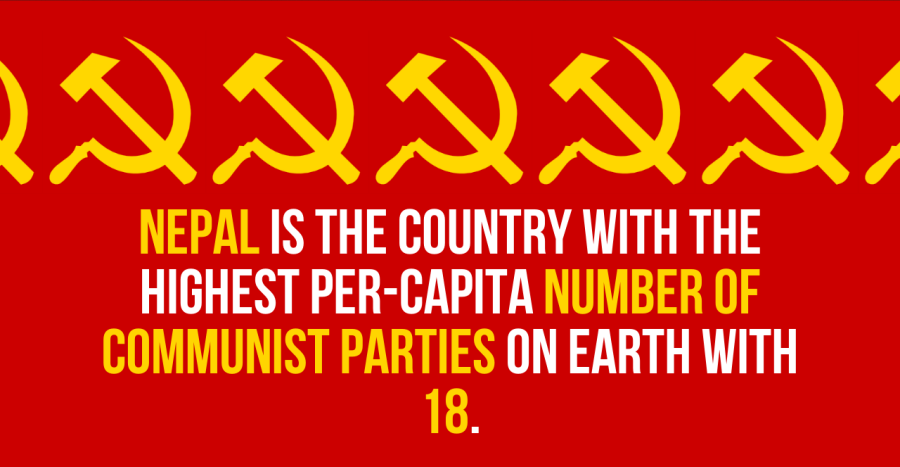 NEPAL IS THE COUNTRY WITH THE
HIGHEST PER-CAPITA NUMBER OF
COMMUNIST PARTIES ON EARTH WITH
18.